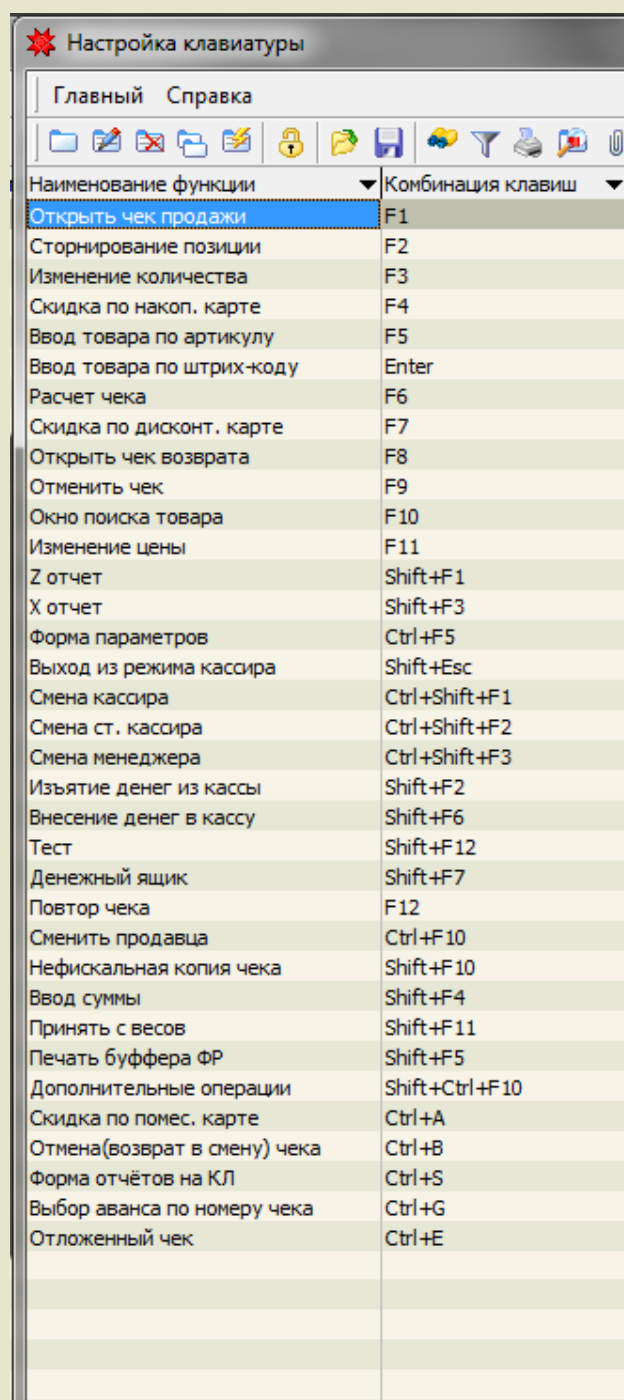 Настройка клавиатуры
Главный Справка
Наименование функции Комбинация клавиш
Открыть чек продажи F1
Сторнирование позиции F2
Изменение количества F3
Скидка по накоп. карте F4
Ввод товара по артикулу F5
Ввод товара по штрих-коду Enter
Расчет чека F6
Скидка по дисконт. карте F7
Открыть чек возврата F8
Отменить чек F9
Окно поиска товара F10
Изменение цены F11
Z отчет Shift+F1
X отчет Shift+F3
Форма параметров Ctrl+F5
Выход из режима кассира Shift+Esc
Смена кассира Ctrl+Shift+F1
Смена ст. кассира Ctrl+Shift+F2
Смена менеджера Ctrl+Shift+F3
Изъятие денег из кассы Shift+F2
Внесение денег в кассу Shift+F6
Тест Shift+F12
Денежный ящик Shift+F7
Повтор чека F12
Сменить продавца Ctrl+F10
Нефискальная копия чека Shift+F10
Ввод суммы Shift+F4
Принять с весов Shift+F11
Печать буффера ФР Shift+F5
Дополнительные операции Shift+Ctrl+F10
Скидка по помес. карте Ctrl+A
Отмена(возврат в смену) чека Ctrl+B
Форма отчётов на КЛ Ctrl+S
Выбор аванса по номеру чека Ctrl+G
Отложенный чек Ctrl+E